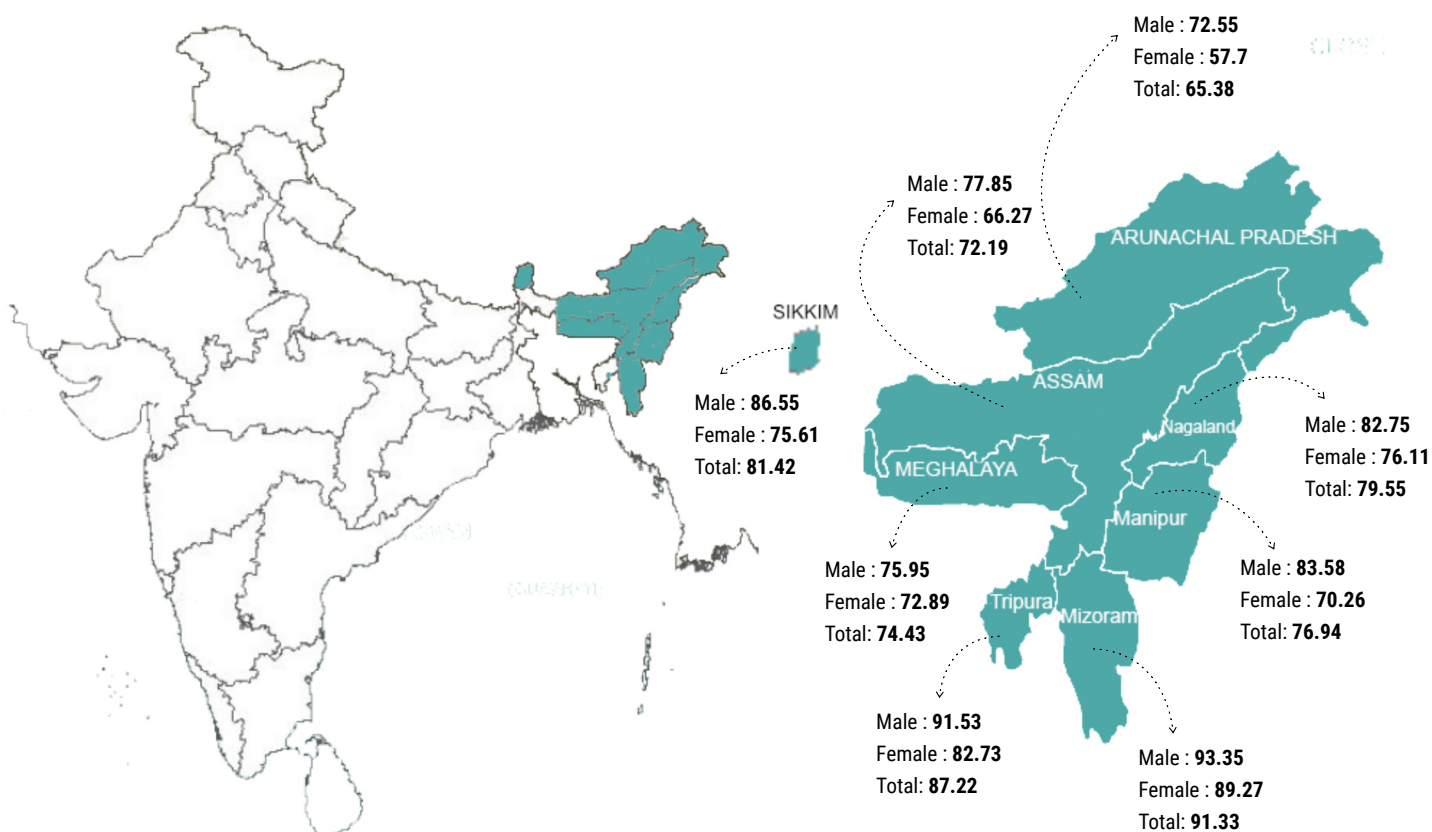 Male : 72.55
Female : 57.7
Total: 65.38
Male : 77.85
Female : 66.27
Total: 72.19
ARUNACHAL PRADESH
SIKKIM
ASSAM
Male : 86.55
Female : 75.61
Total: 81.42
Nagaland
Male : 82.75
Female : 76.11
Total: 79.55
MEGHALAYA
Manipur
Male : 75.95
Female : 72.89
Total: 74.43
Male : 83.58
Female : 70.26
Total: 76.94
Tripura
Mizoram
Male : 91.53
Female : 82.73
Total: 87.22
Male : 93.35
Female : 89.27
Total: 91.33